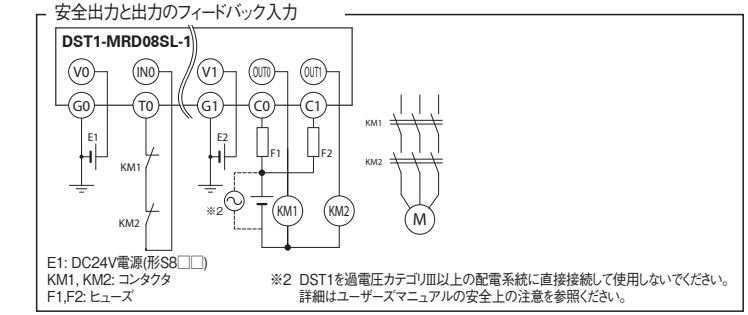 安全出力と出力のフィードバック入力
DST1-MRD08SL-1
V0 IN0 V1 OUT0 OUT1
G0 T0 G1 C0 C1
E1 E2
F1 F2
KM1
KM2
※2
KM1 KM2
KM1
KM2
M
E1: DC24V電源(形S8□□)
KM1, KM2: コンタクタ
F1,F2: ヒューズ
※2 DST1を過電圧カテゴリⅢ以上の配電系統に直接接続して使用しないでください。
詳細はユーザーズマニュアルの安全上の注意を参照ください。